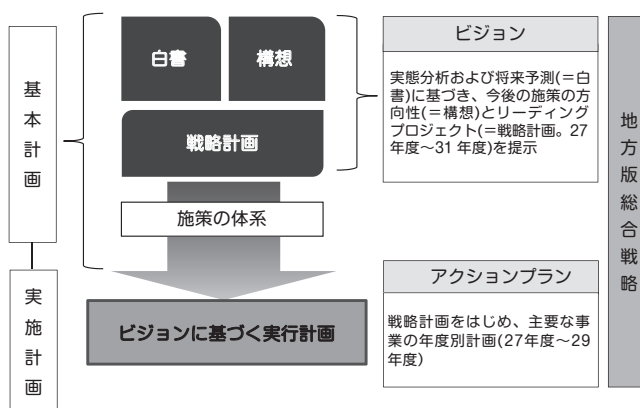 基本計画
白書
構想
戦略計画
施策の体系
ビジョンに基づく実行計画
実施計画
ビジョン
実態分析および将来予測(=白
書)に基づき、今後の施策の方
向性(=構想)とリーディング
プロジェクト(=戦略計画。27
年度〜31 年度)を提示
アクションプラン
戦略計画をはじめ、主要な事
業の年度別計画(27年度〜29
年度)
地方版総合戦略